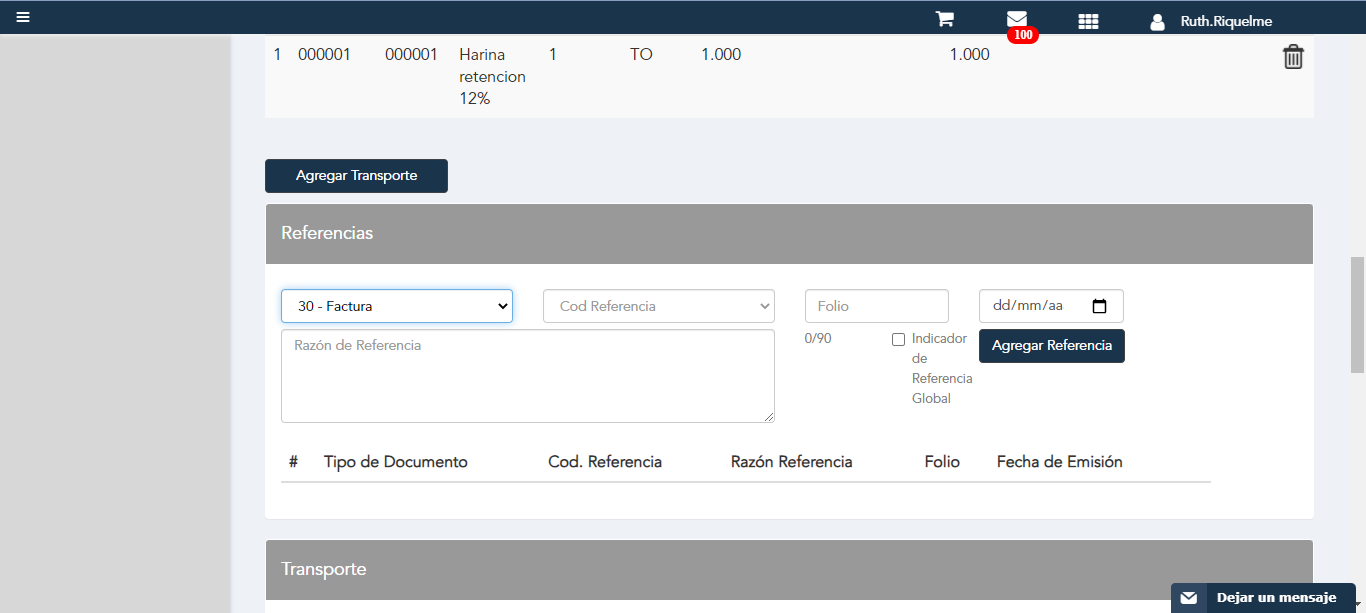 100
Ruth.Riquelme
1 000001 000001 Harina 1 TO 1.000 1.000
retencion
12%
Agregar Transporte
Referencias
30 - Factura Cod Referencia Folio dd/mm/aa
Razón de Referencia 0/90 Indicador Agregar Referencia
de
Referencia
Global
# Tipo de Documento Cod. Referencia Razón Referencia Folio Fecha de Emisión
Transporte
Dejar un mensaje